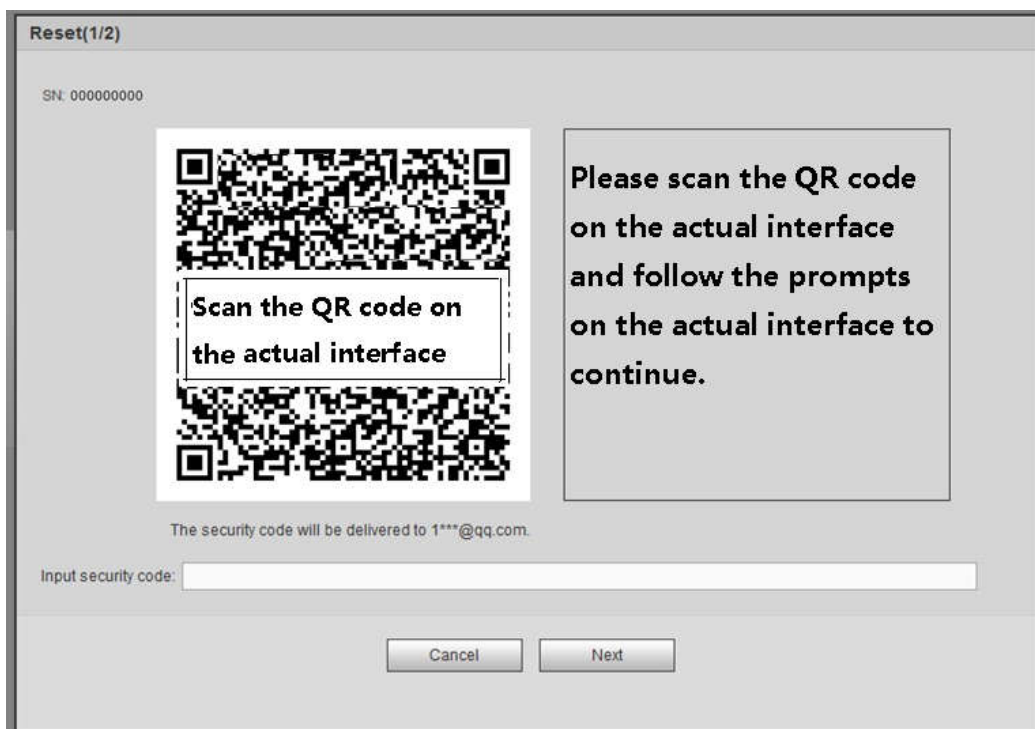 Reset(1/2)
SN: 000000000
Scan the QR code on
the actual interface
Please scan the QR code
on the actual interface
and follow the prompts
on the actual interface to
continue.
The security code will be delivered to 1***@qq.com.
Input security code:
Cancel
Next